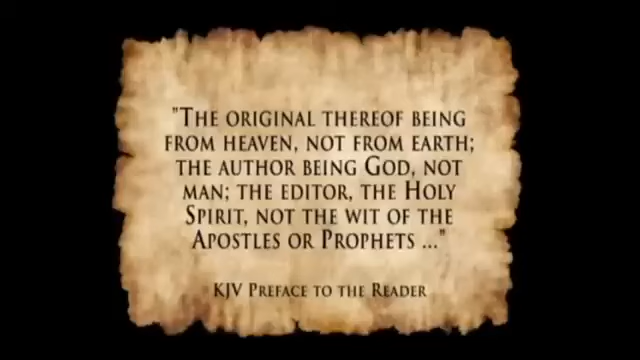 "The original thereof being
from heaven, not from earth;
the author being God, not
man; the editor, the Holy
Spirit, not the wit of the
Apostles or Prophets ..."
KJV Preface to the Reader